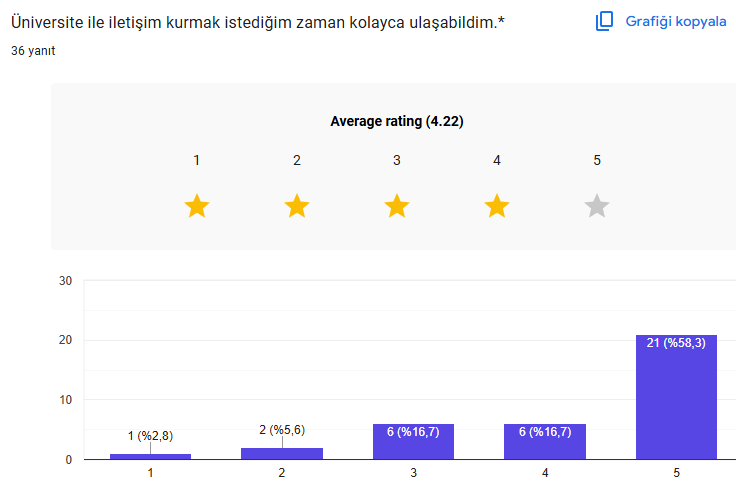 Üniversite ile iletişim kurmak istediğim zaman kolayca ulaşabildim.*
Grafiği kopyala
36 yanıt
Average rating (4.22)
1 2 3 4 5
30
20
10
0
1 (%2,8) 2 (%5,6) 6 (%16,7) 6 (%16,7) 21 (%58,3)
1 2 3 4 5